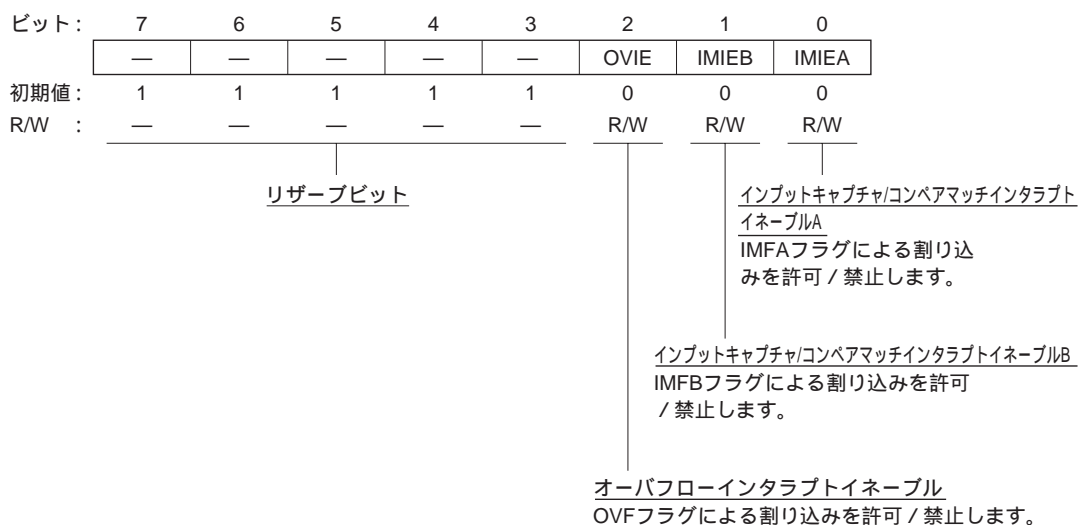 ビット : 7 6 5 4 3 2 1 0
— — — — — OVIE IMIEB IMIEA
初期値 : 1 1 1 1 1 0 0 0
R/W : — — — — — R/W R/W R/W
リザーブビット
インプットキャプチャ/コンペアマッチインタラプト
イネーブルA
IMFAフラグによる割り込
みを許可 / 禁止します。
インプットキャプチャ/コンペアマッチインタラプトイネーブルB
IMFBフラグによる割り込みを許可
/ 禁止します。
オーバフローインタラプトイネーブル
OVFフラグによる割り込みを許可 / 禁止します。